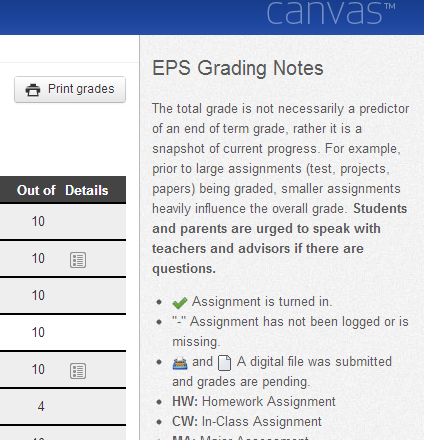 canvas™
EPS Grading Notes
Print grades
The total grade is not necessarily a predictor
of an end of term grade, rather it is a
snapshot of current progress. For example,
prior to large assignments (test, projects,
papers) being graded, smaller assignments
heavily influence the overall grade. Students
and parents are urged to speak with
teachers and advisors if there are
questions.
Out of Details
10
10
10
10
10
4
10
Assignment is turned in.
"-" Assignment has not been logged or is
missing.
and A digital file was submitted
and grades are pending.
HW: Homework Assignment
CW: In-Class Assignment
MA: Major Assessment